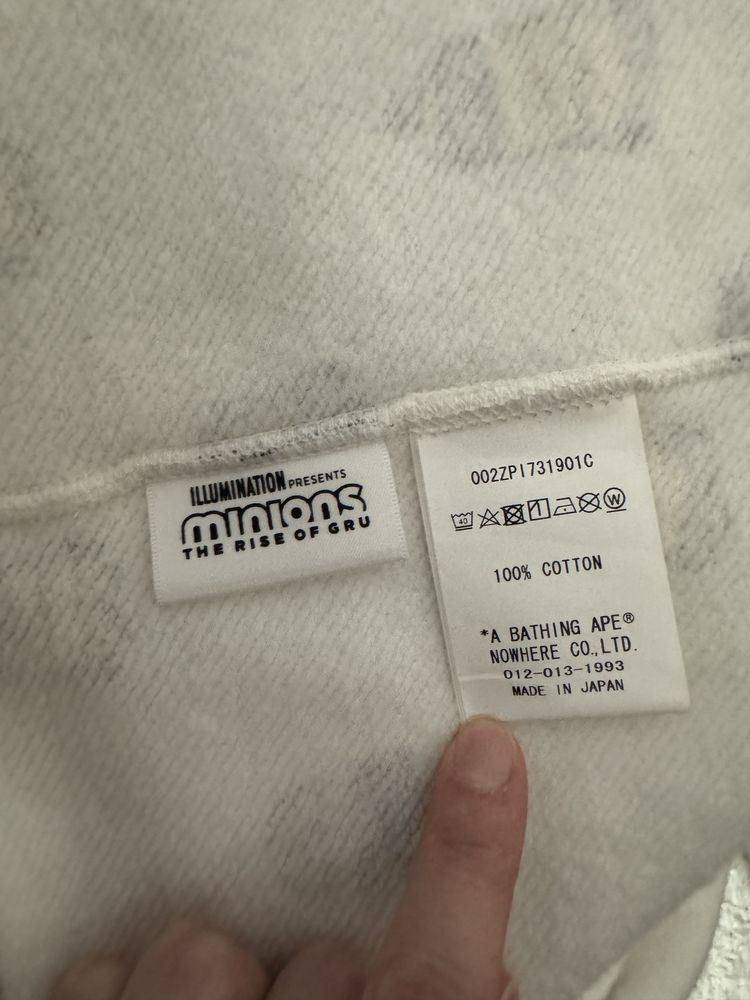 ILLUMINATION PRESENTS
minions
THE RISE OF GRU
002ZPI731901C
40 W
100% COTTON
*A BATHING APE®
NOWHERE CO.,LTD.
012-013-1993
MADE IN JAPAN